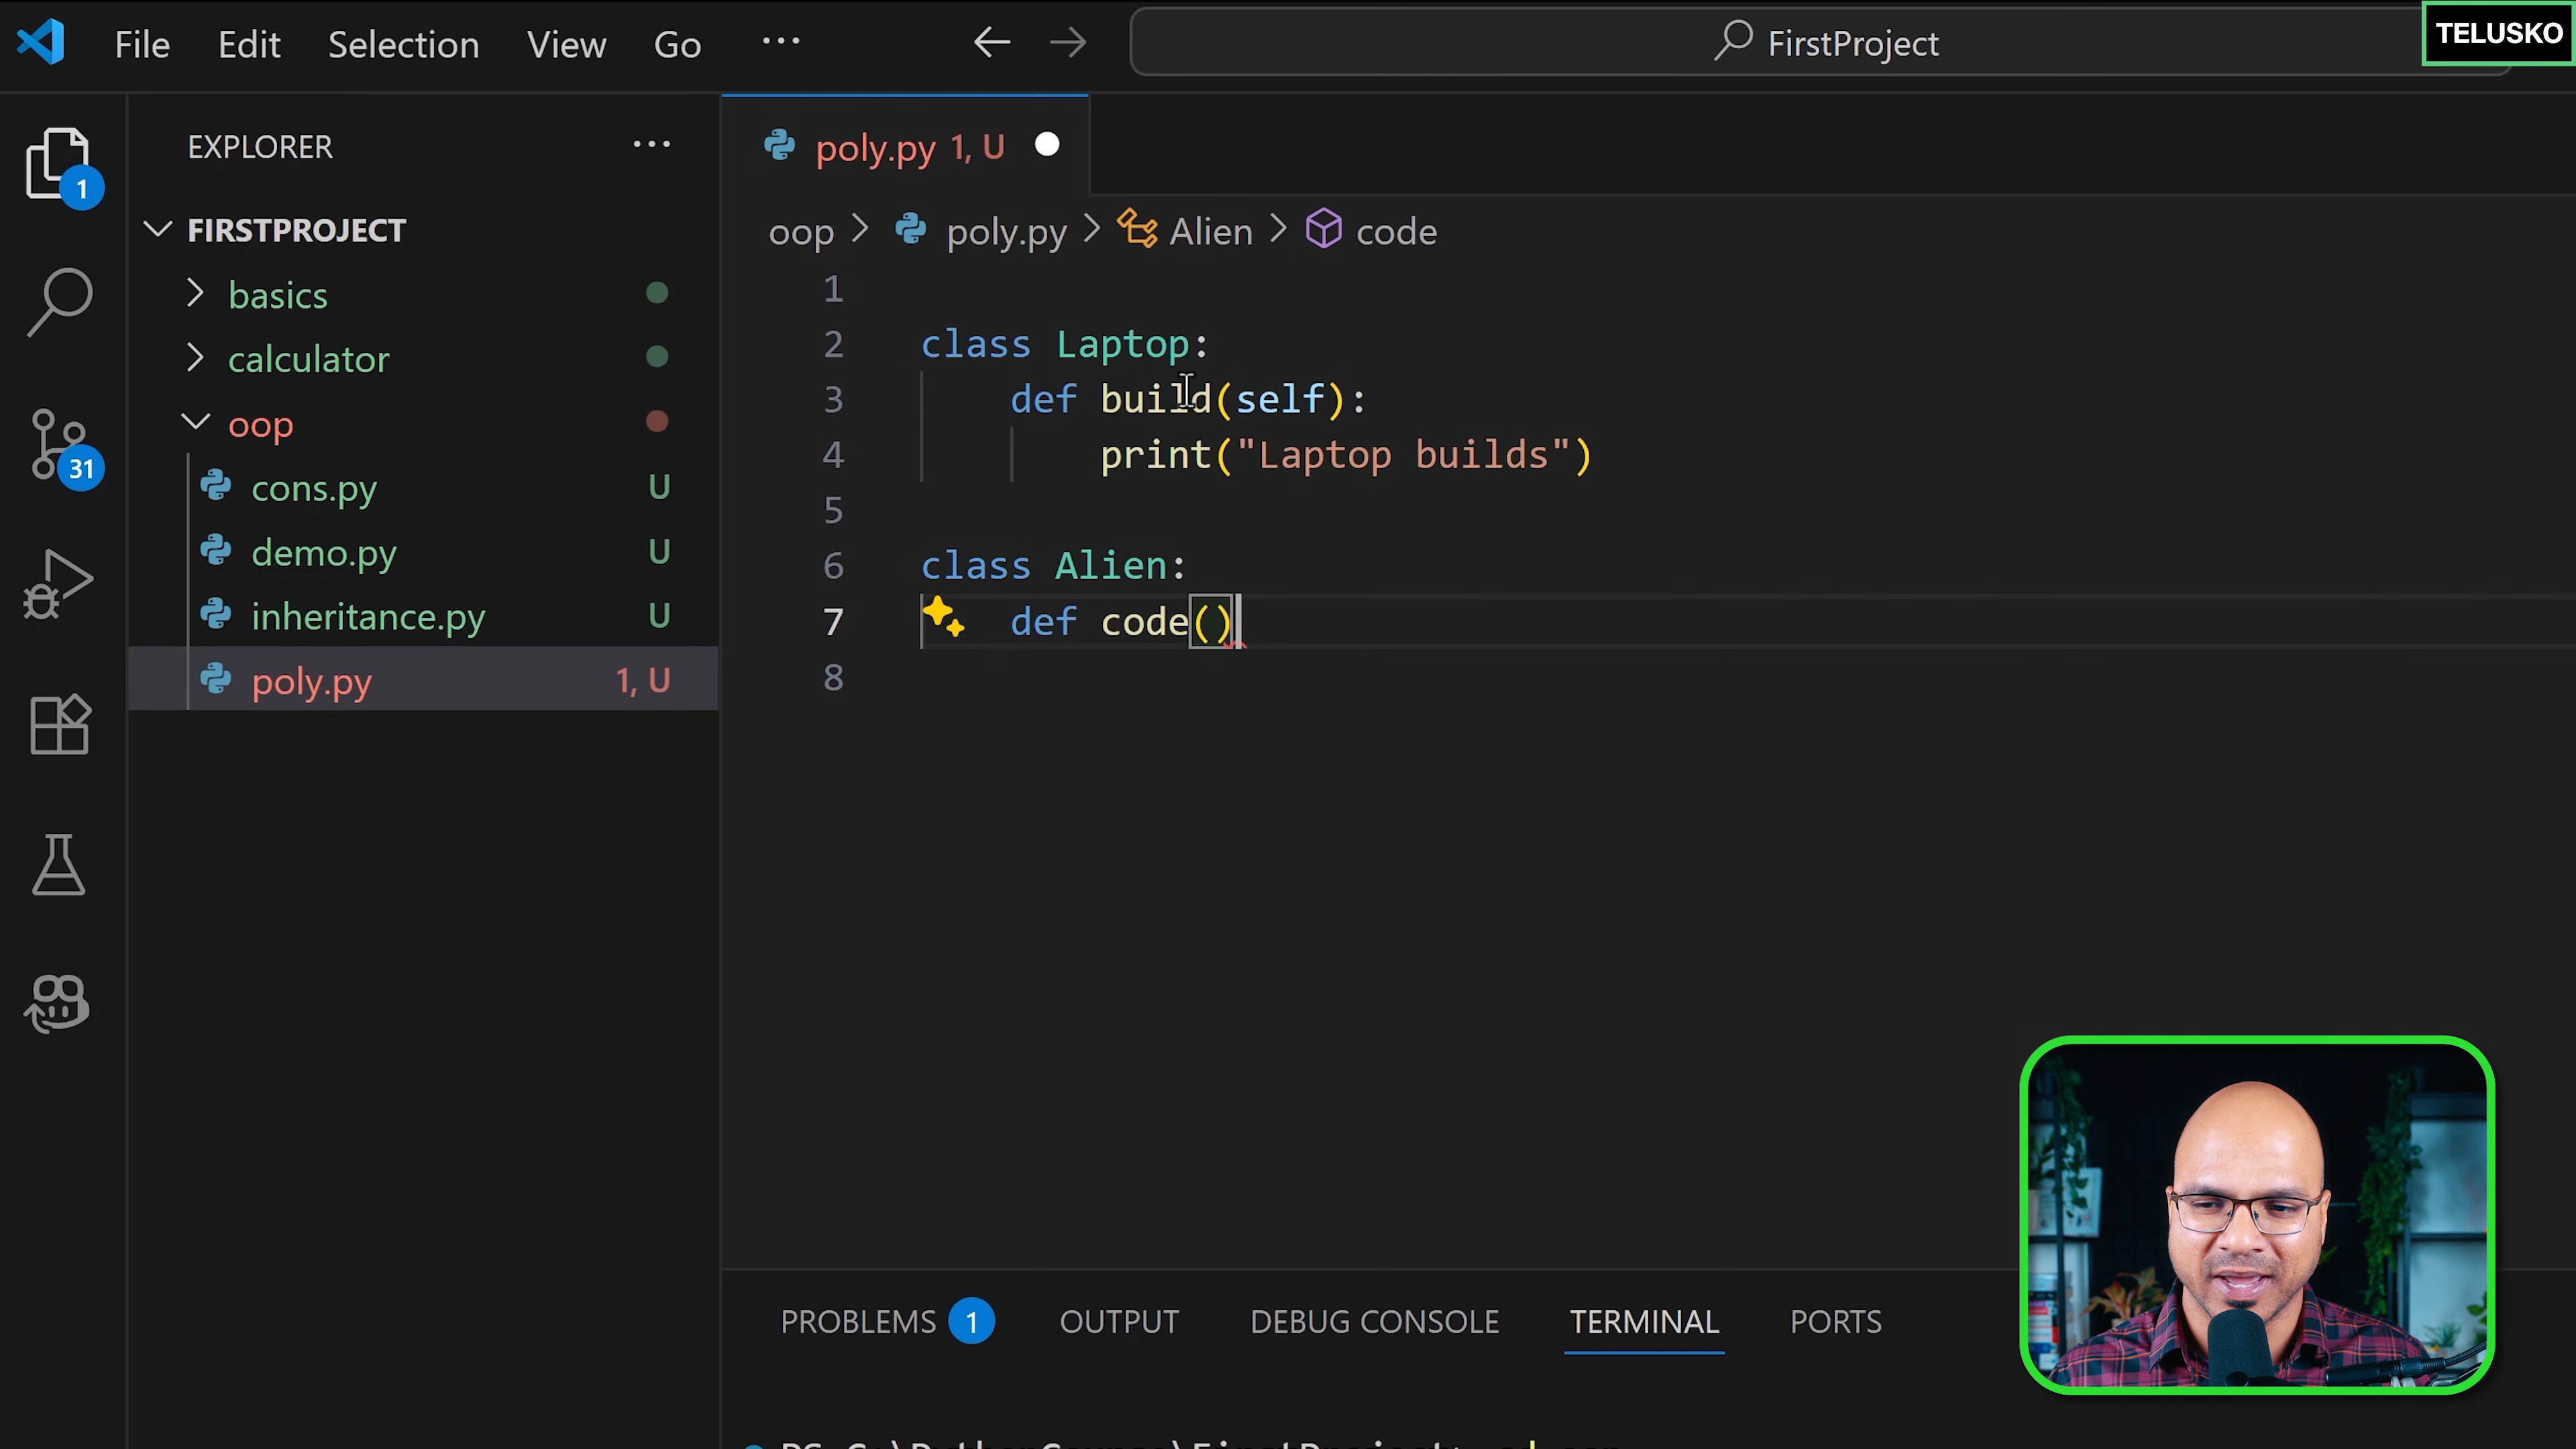 File Edit Selection View Go ··· FirstProject TELUSKO
EXPLORER ···
1
FIRSTPROJECT
basics
calculator
31
oop
cons.py U
demo.py U
inheritance.py U
poly.py 1, U
poly.py 1, U
oop > poly.py > Alien > code
1
2 class Laptop:
3 def build(self):
4 print("Laptop builds")
5
6 class Alien:
7 def code()
8
PROBLEMS 1 OUTPUT DEBUG CONSOLE TERMINAL PORTS